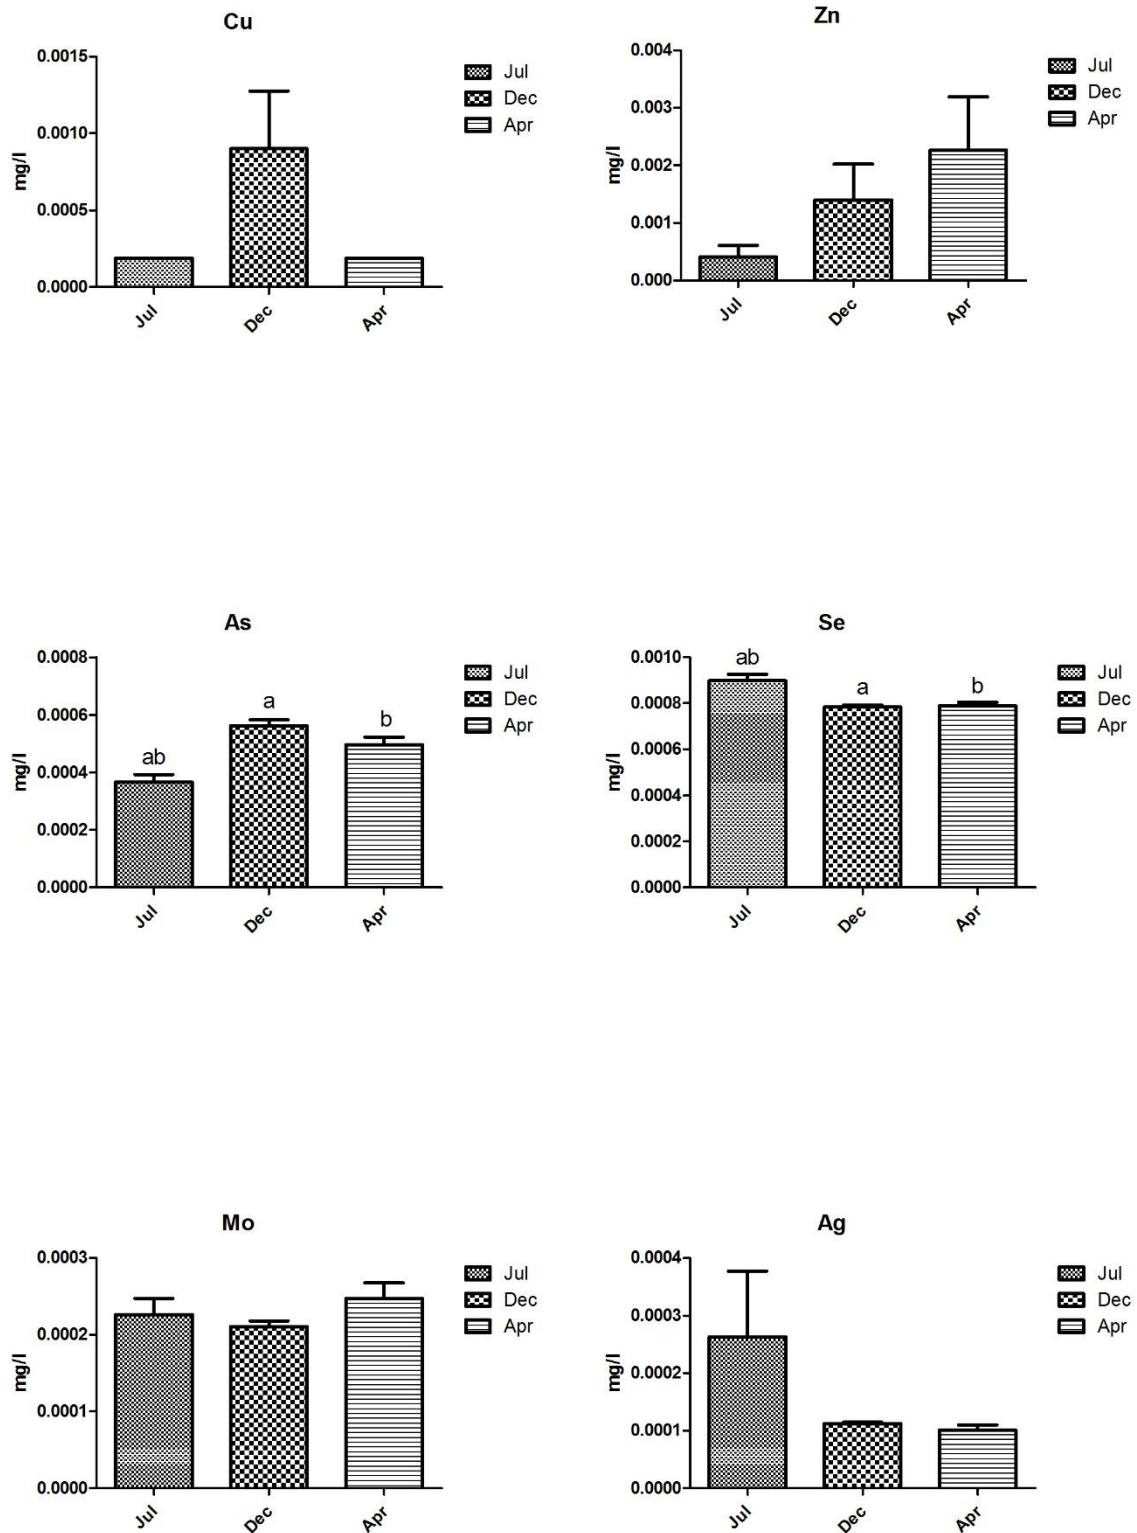 Cu
0.0015
0.0010
0.0005
0.0000
mg/l
Jul
Dec
Apr
Jul
Dec
Apr
Zn
0.004
0.003
0.002
0.001
0.000
mg/l
Jul
Dec
Apr
Jul
Dec
Apr
As
0.0008
0.0006
0.0004
0.0002
0.0000
mg/l
ab
a
b
Jul
Dec
Apr
Jul
Dec
Apr
Se
0.0010
0.0008
0.0006
0.0004
0.0002
0.0000
mg/l
ab
a
b
Jul
Dec
Apr
Jul
Dec
Apr
Mo
0.0003
0.0002
0.0001
0.0000
mg/l
Jul
Dec
Apr
Jul
Dec
Apr
Ag
0.0004
0.0003
0.0002
0.0001
0.0000
mg/l
Jul
Dec
Apr
Jul
Dec
Apr